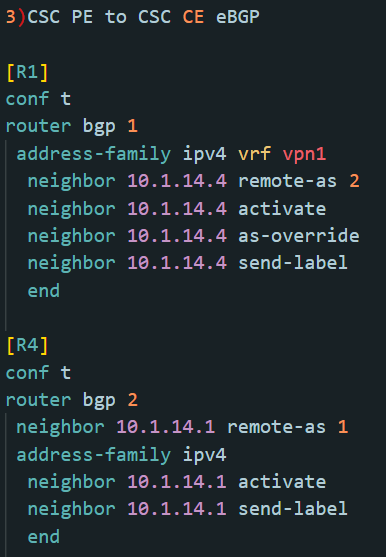 3)CSC PE to CSC CE eBGP
[R1]
conf t
router bgp 1
address-family ipv4 vrf vpn1
neighbor 10.1.14.4 remote-as 2
neighbor 10.1.14.4 activate
neighbor 10.1.14.4 as-override
neighbor 10.1.14.4 send-label
end
[R4]
conf t
router bgp 2
neighbor 10.1.14.1 remote-as 1
address-family ipv4
neighbor 10.1.14.1 activate
neighbor 10.1.14.1 send-label
end